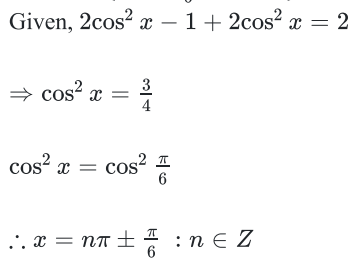 Given, 2cos² x − 1 + 2cos² x = 2
⇒ cos² x = 3/4
cos² x = cos² π/6
∴ x = nπ ± π/6 : n ∈ Z